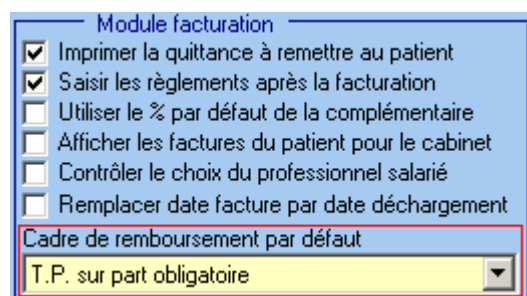 Module facturation
Imprimer la quittance à remettre au patient
Saisir les règlements après la facturation
Utiliser le % par défaut de la complémentaire
Afficher les factures du patient pour le cabinet
Contrôler le choix du professionnel salarié
Remplacer date facture par date déchargement
Cadre de remboursement par défaut
T.P. sur part obligatoire